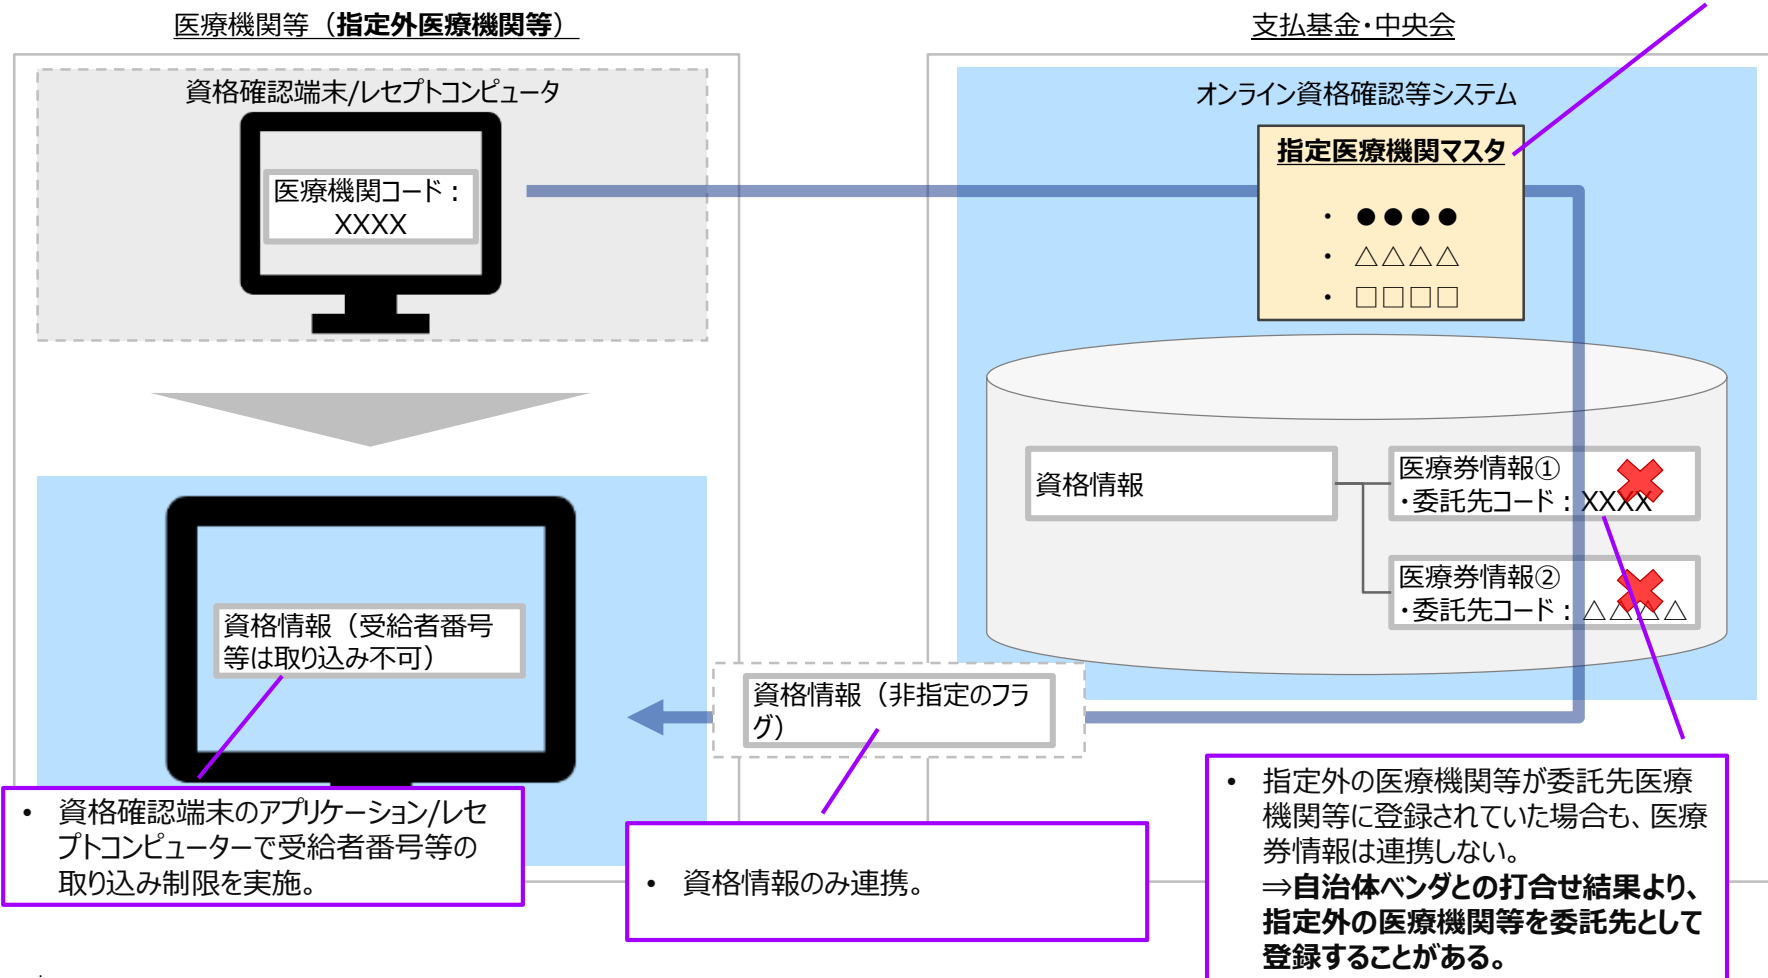 医療機関等（指定外医療機関等）
支払基金・中央会
資格確認端末/レセプトコンピュータ
医療機関コード：
XXXX
オンライン資格確認等システム
指定医療機関マスタ
・ ●●●●
・ △△△△
・ □□□□
資格情報
医療券情報①
・委託先コード：XXXX
医療券情報②
・委託先コード：△△△△
資格情報（受給者番号
等は取り込み不可）
資格情報（非指定のフラ
グ）
• 資格確認端末のアプリケーション/レセ
プトコンピューターで受給者番号等の
取り込み制限を実施。
• 資格情報のみ連携。
• 指定外の医療機関等が委託先医療
機関等に登録されていた場合も、医療
券情報は連携しない。
⇒自治体ベンダとの打合せ結果より、
指定外の医療機関等を委託先として
登録することがある。